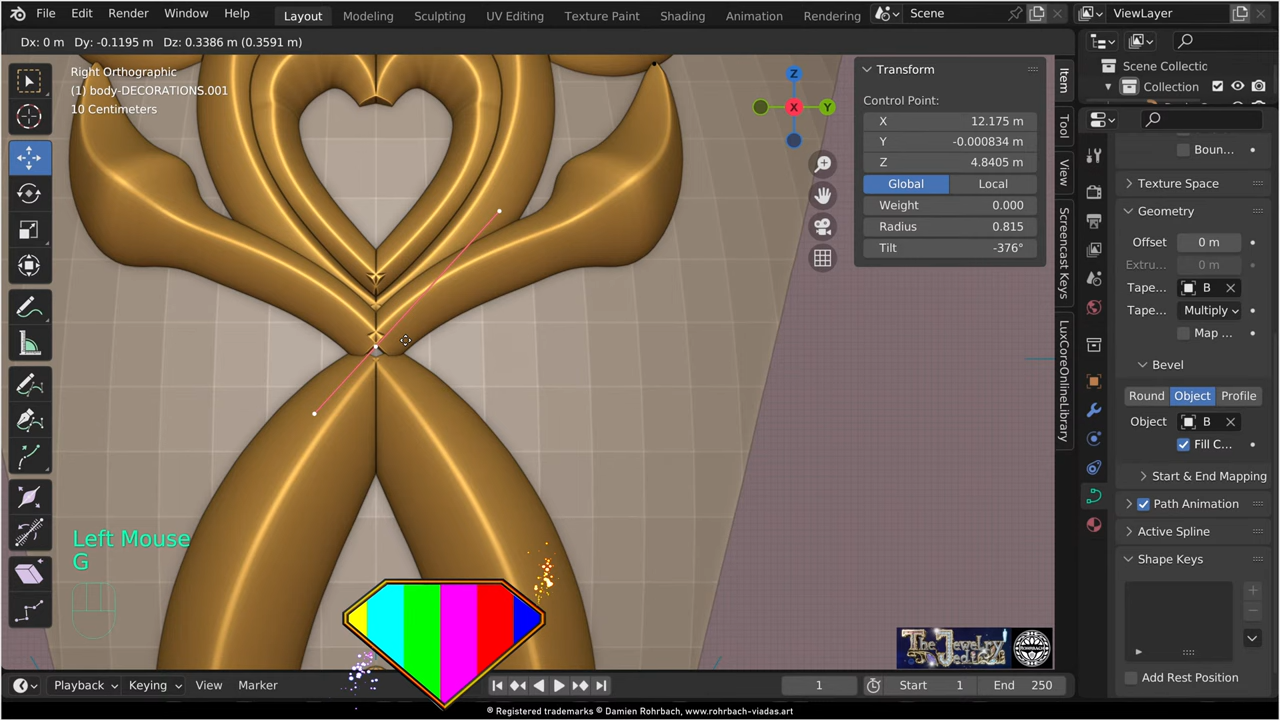 File Edit Render Window Help Layout Modeling Sculpting UV Editing Texture Paint Shading Animation Rendering Scene ViewLayer
Dx: 0 m   Dy: -0.1195 m   Dz: 0.3386 m (0.3591 m)
Right Orthographic
(1) body-DECORATIONS.001
10 Centimeters
Z
X
Y
Transform
Control Point:
X 12.175 m
Y -0.000834 m
Z 4.8405 m
Global Local
Weight 0.000
Radius 0.815
Tilt -376°
Item
Tool
View
Screencast Keys
LuxCoreOnlineLibrary
Scene Collectic
Collection
Boun...
Texture Space
Geometry
Offset 0 m
Extru...
Tape... B
Tape... Multiply
Map ...
Bevel
Round Object Profile
Object B
Fill C...
Start & End Mapping
Path Animation
Active Spline
Shape Keys
Add Rest Position
Left Mouse
G
The Jewelry
ROHRBACH
Playback Keying View Marker 1 Start 1 End 250
® Registered trademarks © Damien Rohrbach, www.rohrbach-viadas.art